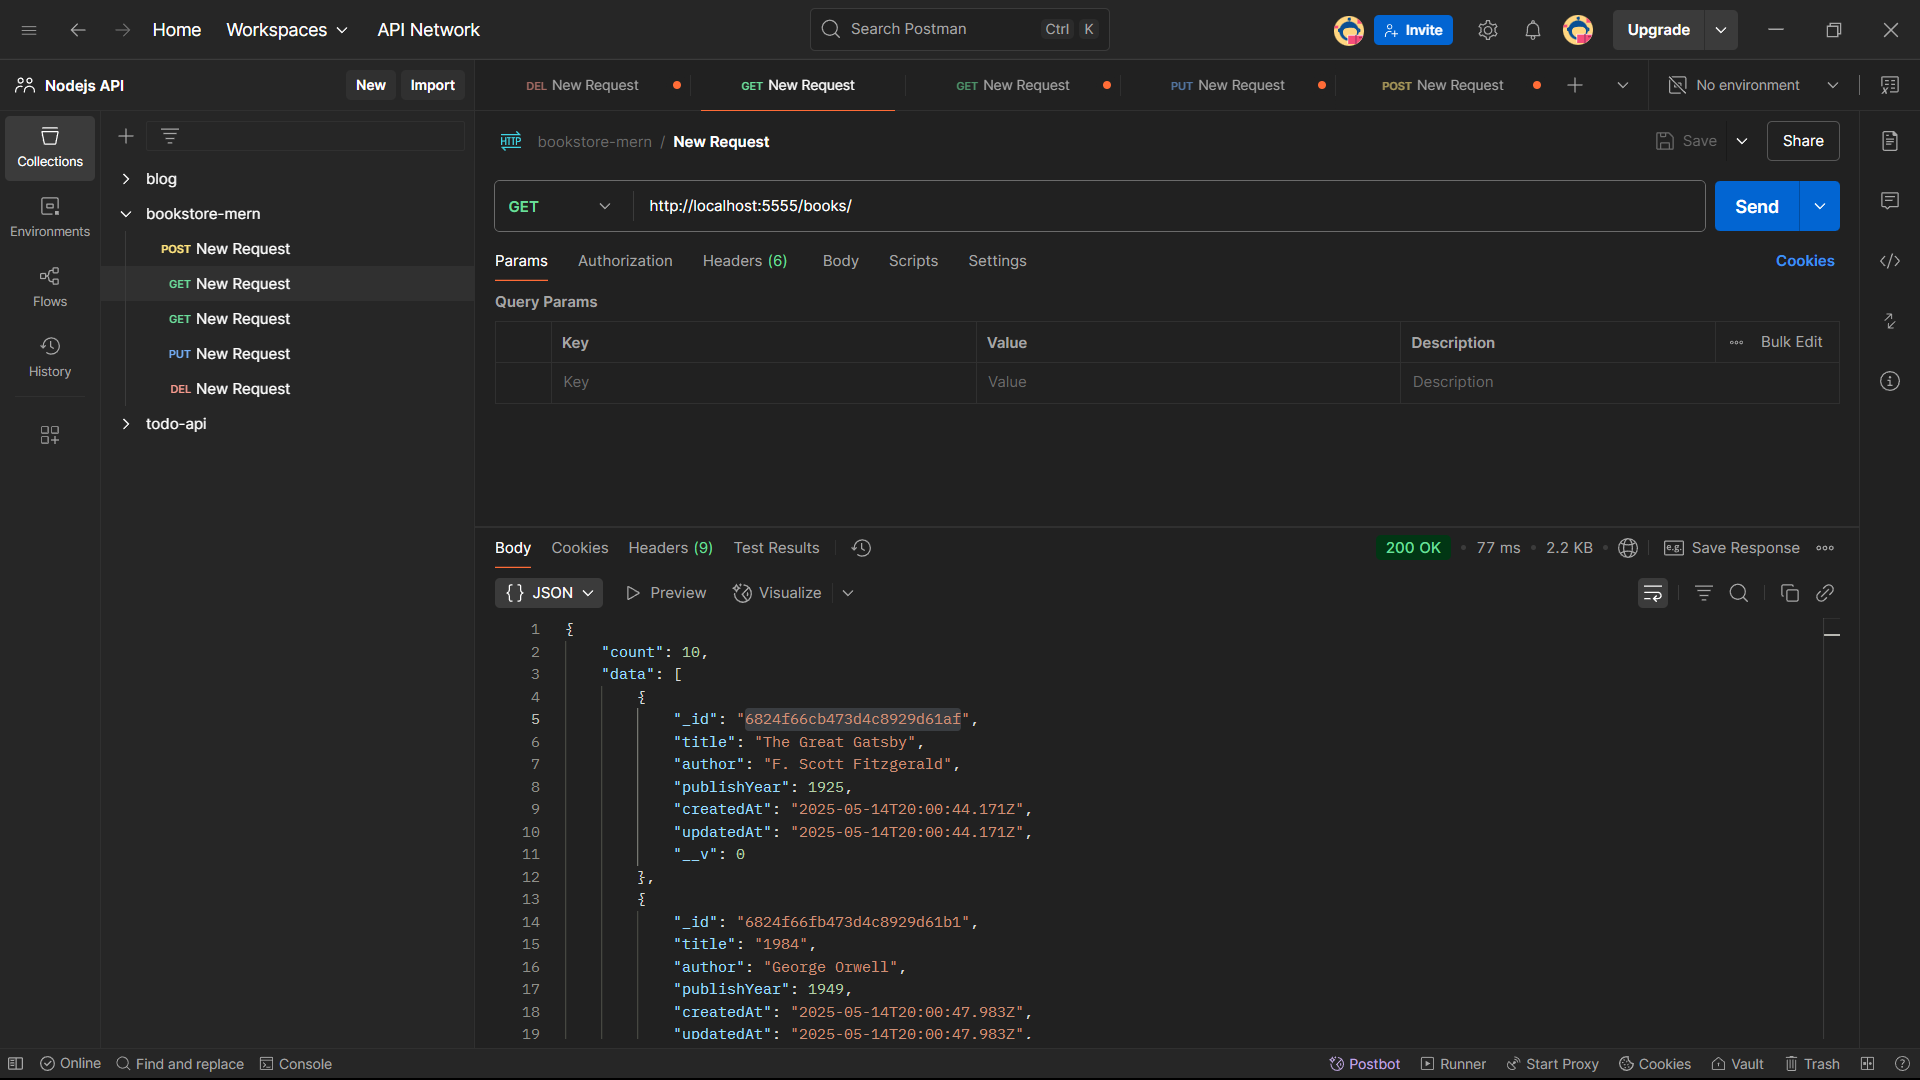 Home Workspaces API Network Search Postman Ctrl K Invite Upgrade
Nodejs API New Import DEL New Request GET New Request GET New Request PUT New Request POST New Request No environment
Collections
Environments
Flows
History
blog
bookstore-mern
POST New Request
GET New Request
GET New Request
PUT New Request
DEL New Request
todo-api
HTTP bookstore-mern / New Request Save Share
GET http://localhost:5555/books/ Send
Params Authorization Headers (6) Body Scripts Settings Cookies
Query Params
Key Value Description Bulk Edit
Key Value Description
Body Cookies Headers (9) Test Results 200 OK • 77 ms • 2.2 KB • e.g. Save Response
{} JSON Preview Visualize
1 {
2 "count": 10,
3 "data": [
4 {
5 "_id": "6824f66cb473d4c8929d61af",
6 "title": "The Great Gatsby",
7 "author": "F. Scott Fitzgerald",
8 "publishYear": 1925,
9 "createdAt": "2025-05-14T20:00:44.171Z",
10 "updatedAt": "2025-05-14T20:00:44.171Z",
11 "__v": 0
12 },
13 {
14 "_id": "6824f66fb473d4c8929d61b1",
15 "title": "1984",
16 "author": "George Orwell",
17 "publishYear": 1949,
18 "createdAt": "2025-05-14T20:00:47.983Z",
19 "updatedAt": "2025-05-14T20:00:47.983Z",
Online Find and replace Console Postbot Runner Start Proxy Cookies Vault Trash